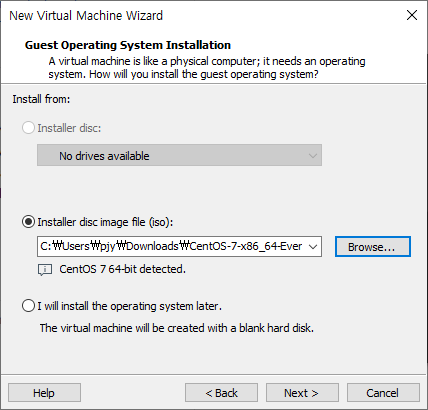 New Virtual Machine Wizard
Guest Operating System Installation
A virtual machine is like a physical computer; it needs an operating
system. How will you install the guest operating system?
Install from:
Installer disc:
No drives available
Installer disc image file (iso):
C:₩Users₩pjy₩Downloads₩CentOS-7-x86_64-Ever
Browse...
CentOS 7 64-bit detected.
I will install the operating system later.
The virtual machine will be created with a blank hard disk.
Help
< Back
Next >
Cancel